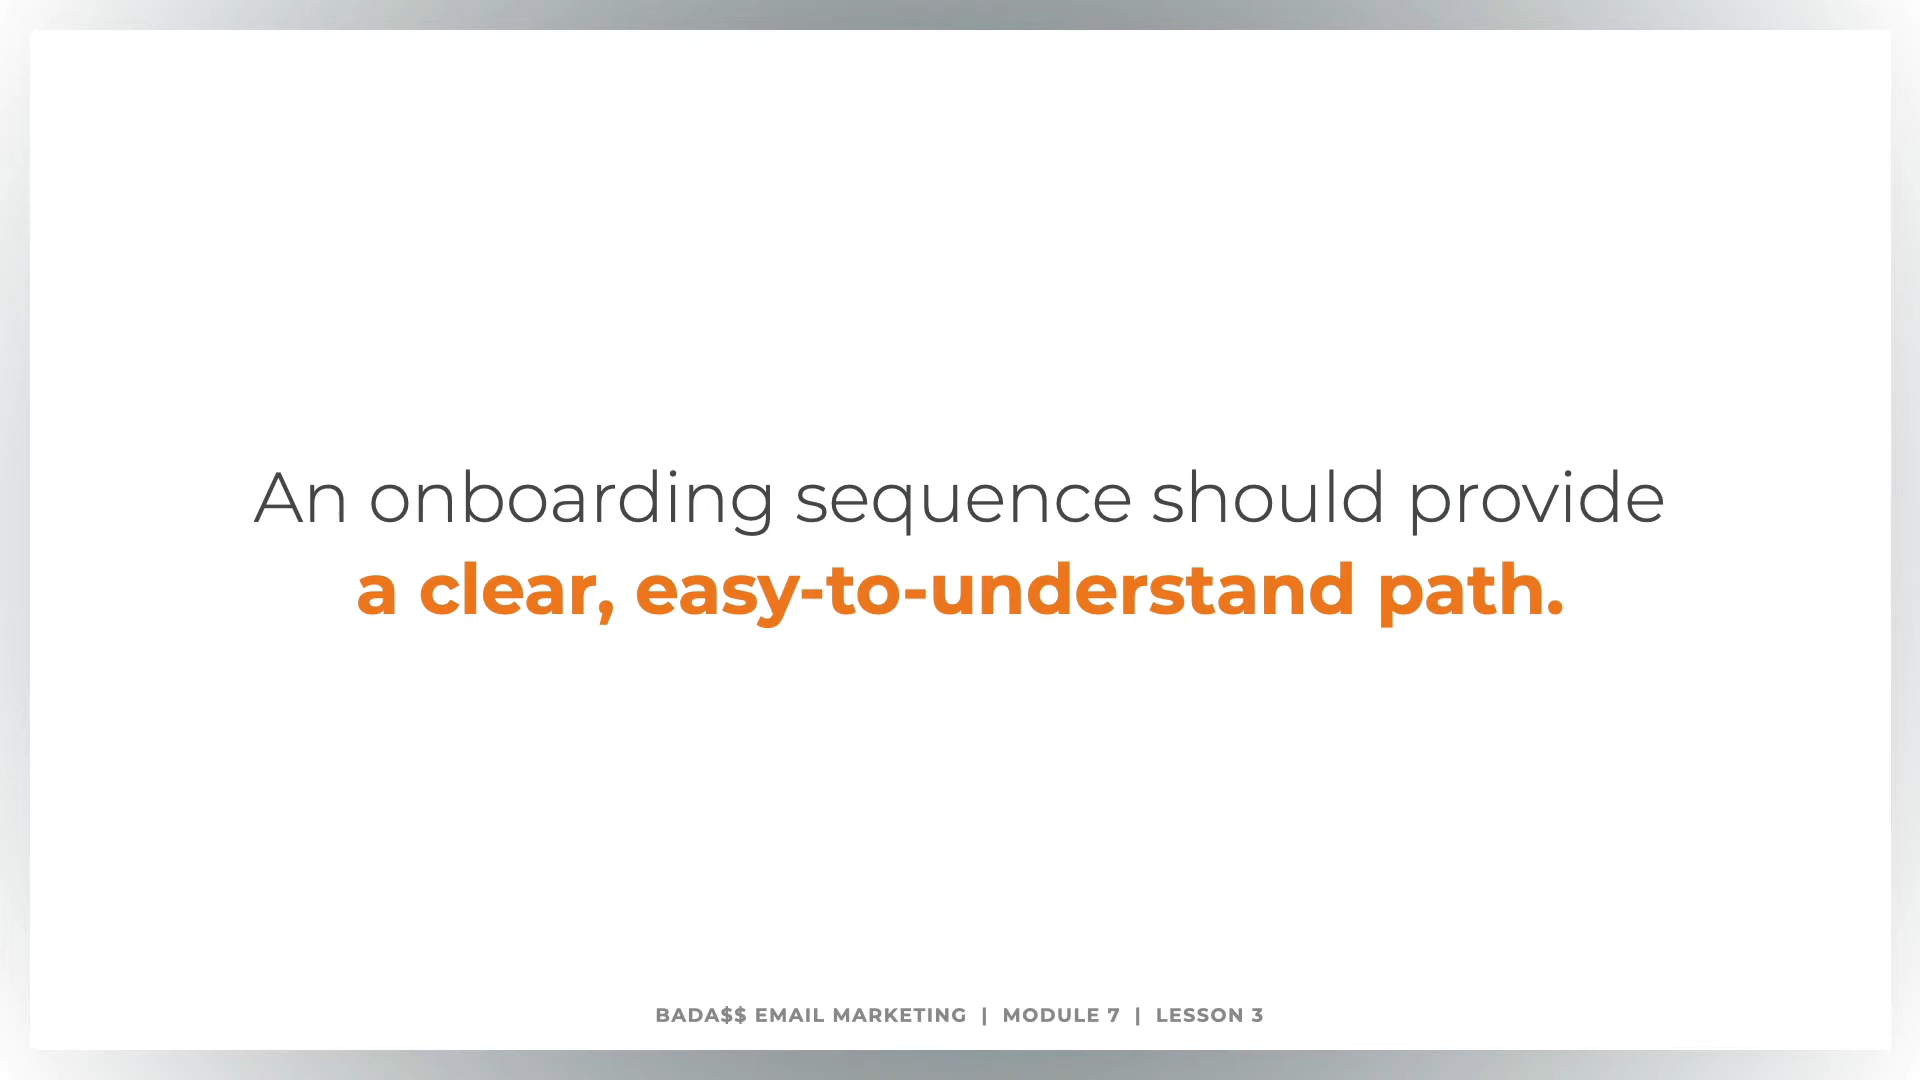 An onboarding sequence should provide
a clear, easy-to-understand path.
BADA$$ EMAIL MARKETING | MODULE 7 | LESSON 3